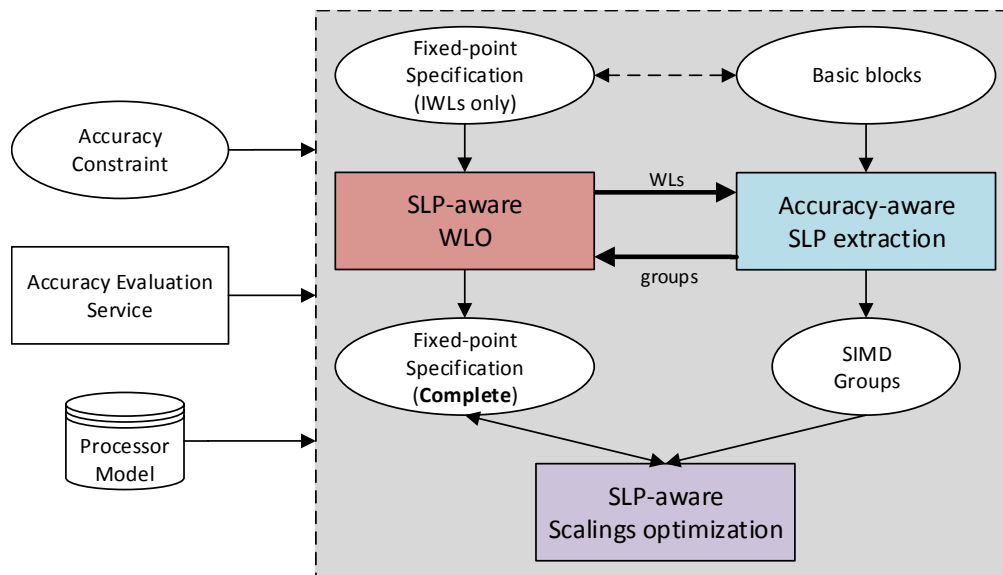 Fixed-point
Specification
(IWLs only)
Basic blocks
Accuracy
Constraint
WLs
SLP-aware
WLO
Accuracy-aware
SLP extraction
groups
Accuracy Evaluation
Service
Fixed-point
Specification
(Complete)
SIMD
Groups
Processor
Model
SLP-aware
Scalings optimization